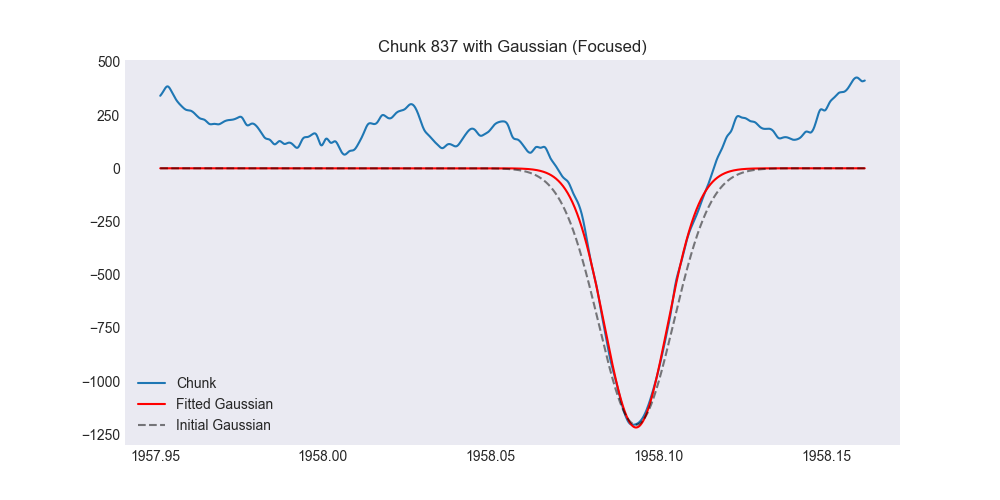 Chunk 837 with Gaussian (Focused)
500
250
0
−250
−500
−750
−1000
−1250
Chunk
Fitted Gaussian
Initial Gaussian
1957.95 1958.00 1958.05 1958.10 1958.15